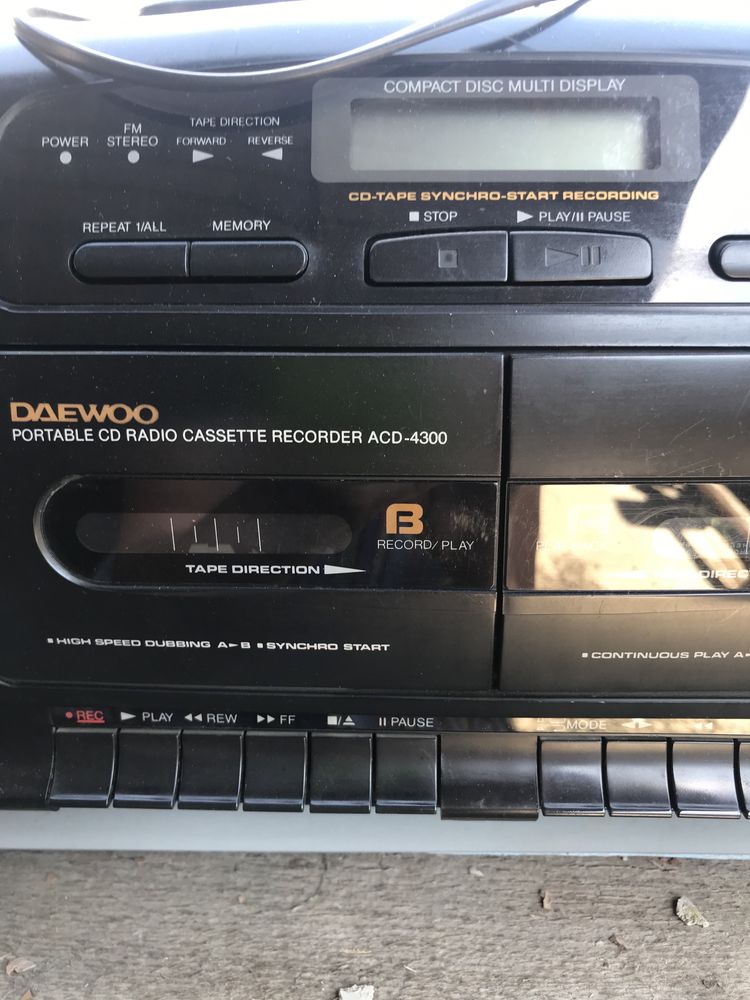 COMPACT DISC MULTI DISPLAY
TAPE DIRECTION
POWER
FM
STEREO
FORWARD
REVERSE
CD-TAPE SYNCHRO-START RECORDING
REPEAT 1/ALL
MEMORY
■ STOP
▶ PLAY/II PAUSE
DAEWOO
PORTABLE CD RADIO CASSETTE RECORDER ACD-4300
B
RECORD/PLAY
TAPE DIRECTION
▪ HIGH SPEED DUBBING A►B ▪ SYNCHRO START
▪ CONTINUOUS PLAY A
● REC ▶ PLAY ◀◀ REW ▶▶ FF ■/▲ II PAUSE
MODE ◀▶ ◀◀